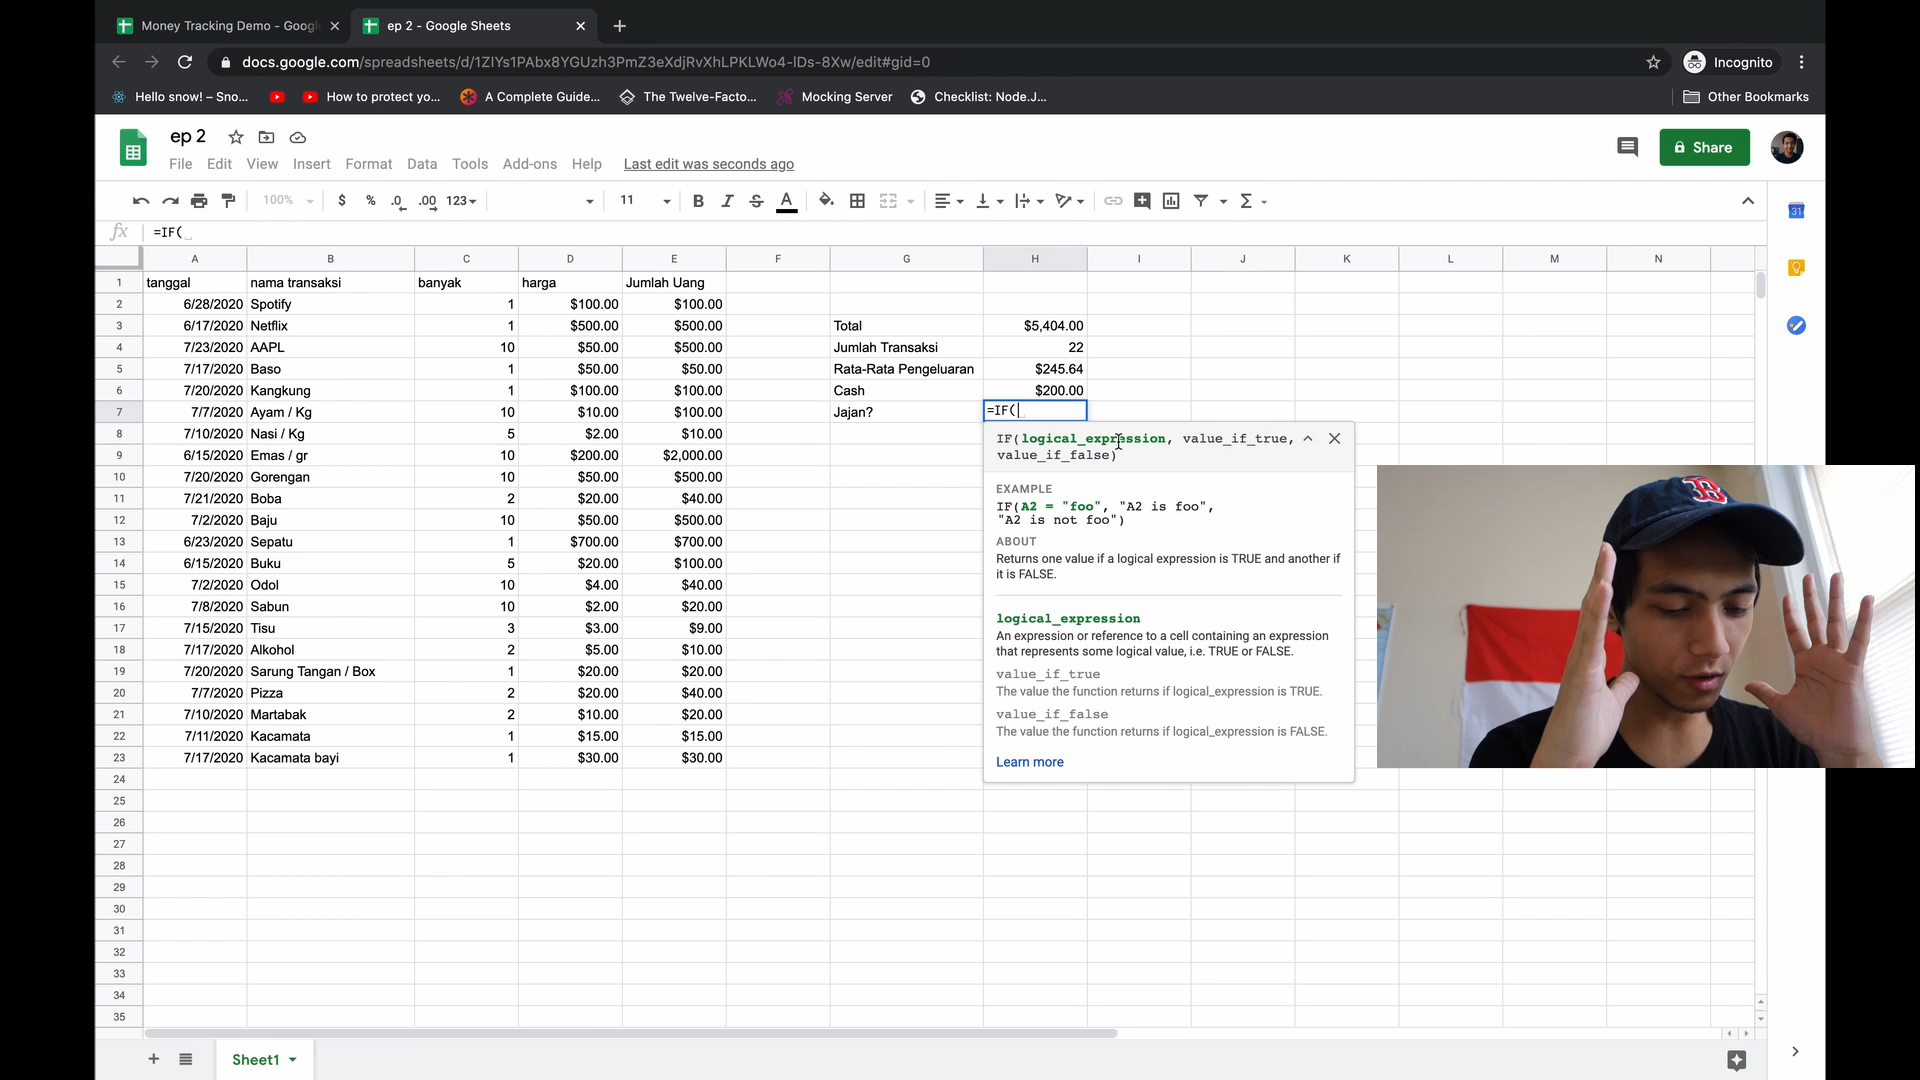 Money Tracking Demo - Googl
ep 2 - Google Sheets
docs.google.com/spreadsheets/d/1ZIYs1PAbx8YGUzh3PmZ3eXdjRvXhLPKLWo4-lDs-8Xw/edit#gid=0
Incognito
Hello snow! – Sno...
How to protect yo...
A Complete Guide...
The Twelve-Facto...
Mocking Server
Checklist: Node.J...
Other Bookmarks
ep 2
Share
File Edit View Insert Format Data Tools Add-ons Help Last edit was seconds ago
100% $ % .0 .00 123 11 B I S A Σ
31
fx =IF(
A B C D E F G H I J K L M N
1 tanggal nama transaksi banyak harga Jumlah Uang
2 6/28/2020 Spotify 1 $100.00 $100.00
3 6/17/2020 Netflix 1 $500.00 $500.00 Total $5,404.00
4 7/23/2020 AAPL 10 $50.00 $500.00 Jumlah Transaksi 22
5 7/17/2020 Baso 1 $50.00 $50.00 Rata-Rata Pengeluaran $245.64
6 7/20/2020 Kangkung 1 $100.00 $100.00 Cash $200.00
7 7/7/2020 Ayam / Kg 10 $10.00 $100.00 Jajan? =IF(
8 7/10/2020 Nasi / Kg 5 $2.00 $10.00
9 6/15/2020 Emas / gr 10 $200.00 $2,000.00
10 7/20/2020 Gorengan 10 $50.00 $500.00
11 7/21/2020 Boba 2 $20.00 $40.00
12 7/2/2020 Baju 10 $50.00 $500.00
13 6/23/2020 Sepatu 1 $700.00 $700.00
14 6/15/2020 Buku 5 $20.00 $100.00
15 7/2/2020 Odol 10 $4.00 $40.00
16 7/8/2020 Sabun 10 $2.00 $20.00
17 7/15/2020 Tisu 3 $3.00 $9.00
18 7/17/2020 Alkohol 2 $5.00 $10.00
19 7/20/2020 Sarung Tangan / Box 1 $20.00 $20.00
20 7/7/2020 Pizza 2 $20.00 $40.00
21 7/10/2020 Martabak 2 $10.00 $20.00
22 7/11/2020 Kacamata 1 $15.00 $15.00
23 7/17/2020 Kacamata bayi 1 $30.00 $30.00
24
25
26
27
28
29
30
31
32
33
34
35
IF(logical_expression, value_if_true,
value_if_false)
EXAMPLE
IF(A2 = "foo", "A2 is foo",
"A2 is not foo")
ABOUT
Returns one value if a logical expression is TRUE and another if
it is FALSE.
logical_expression
An expression or reference to a cell containing an expression
that represents some logical value, i.e. TRUE or FALSE.
value_if_true
The value the function returns if logical_expression is TRUE.
value_if_false
The value the function returns if logical_expression is FALSE.
Learn more
B
Sheet1